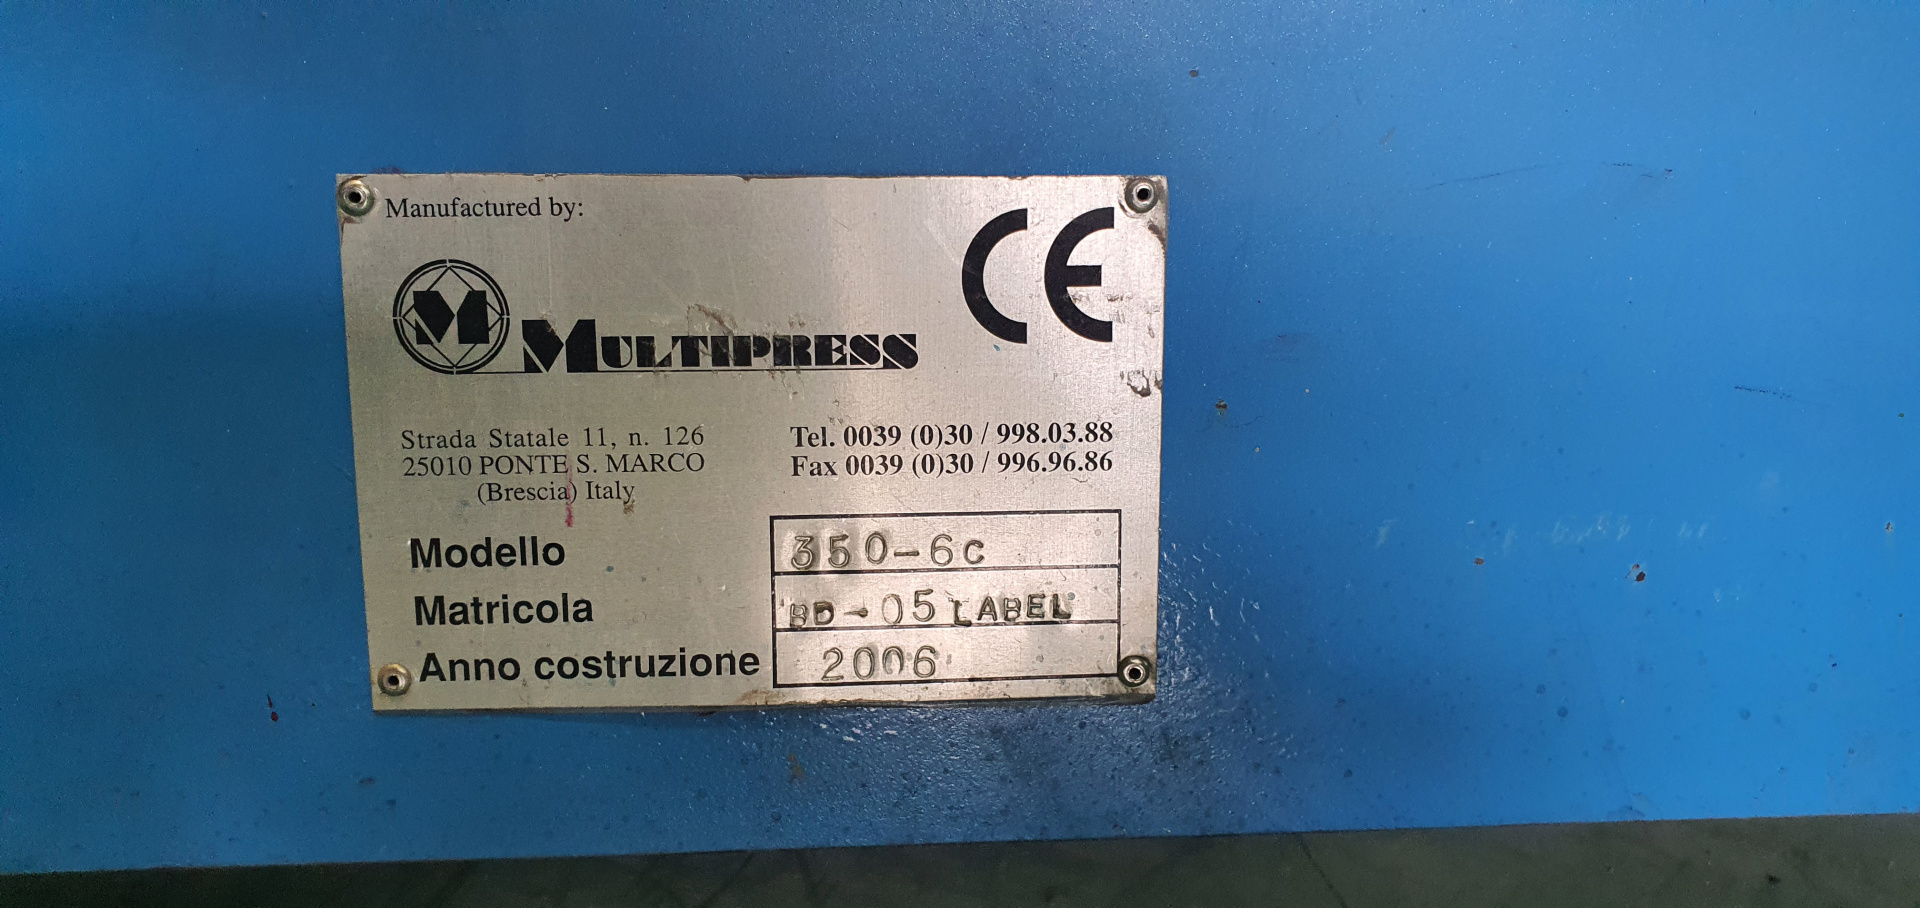 Manufactured by:
CE
M MULTIPRESS
Strada Statale 11, n. 126
25010 PONTE S. MARCO
(Brescia) Italy
Tel. 0039 (0)30 / 998.03.88
Fax 0039 (0)30 / 996.96.86
Modello 350-6C
Matricola BD-05 LABEL
Anno costruzione 2006